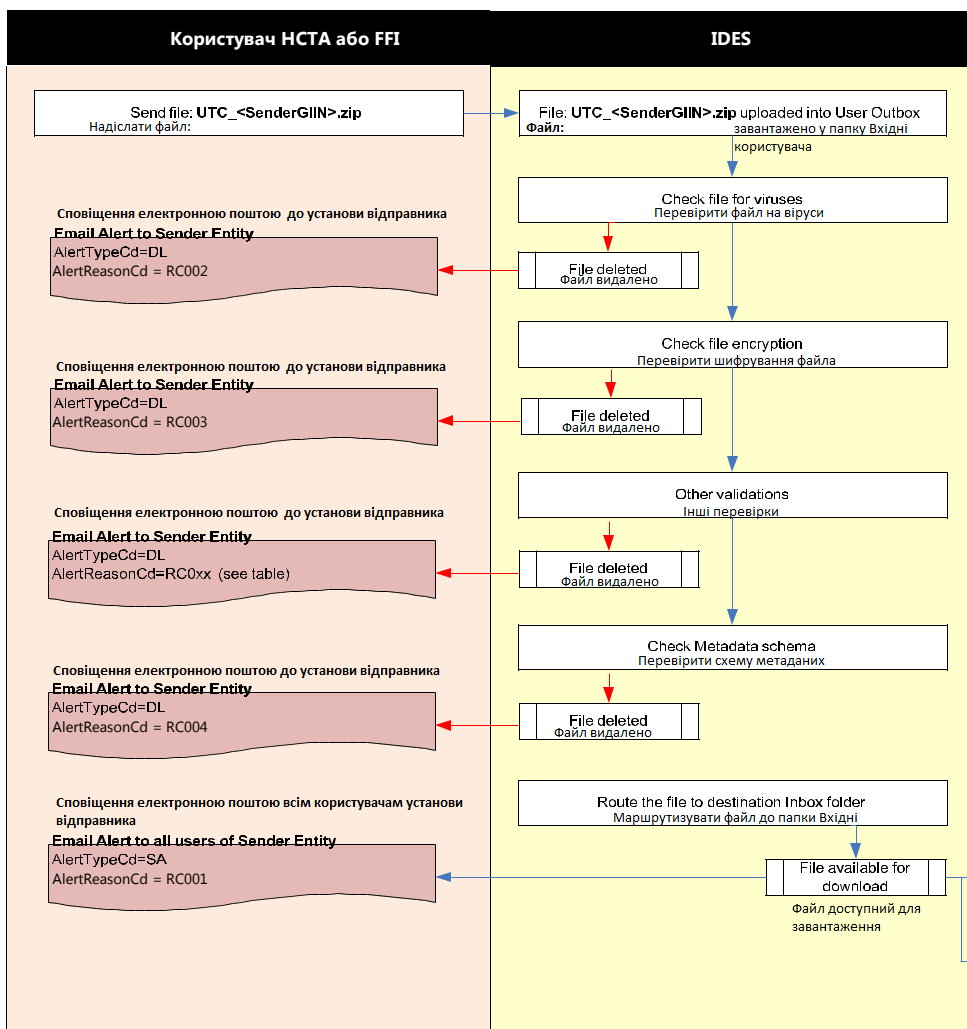 Користувач НСТА або FFI
IDES
Send file: UTC_<SenderGIIN>.zip
Надіслати файл:
File: UTC_<SenderGIIN>.zip uploaded into User Outbox
Файл: завантажено у папку Вхідні
користувача
Check file for viruses
Перевірити файл на віруси
Сповіщення електронною поштою до установи відправника
Email Alert to Sender Entity
AlertTypeCd=DL
AlertReasonCd = RC002
File deleted
Файл видалено
Check file encryption
Перевірити шифрування файла
Сповіщення електронною поштою до установи відправника
Email Alert to Sender Entity
AlertTypeCd=DL
AlertReasonCd = RC003
File deleted
Файл видалено
Other validations
Інші перевірки
Сповіщення електронною поштою до установи відправника
Email Alert to Sender Entity
AlertTypeCd=DL
AlertReasonCd=RC0xx (see table)
File deleted
Файл видалено
Check Metadata schema
Перевірити схему метаданих
Сповіщення електронною поштою до установи відправника
Email Alert to Sender Entity
AlertTypeCd=DL
AlertReasonCd = RC004
File deleted
Файл видалено
Route the file to destination Inbox folder
Маршрутизувати файл до папки Вхідні
Сповіщення електронною поштою всім користувачам установи
відправника
Email Alert to all users of Sender Entity
AlertTypeCd=SA
AlertReasonCd = RC001
File available for
download
Файл доступний для
завантаження